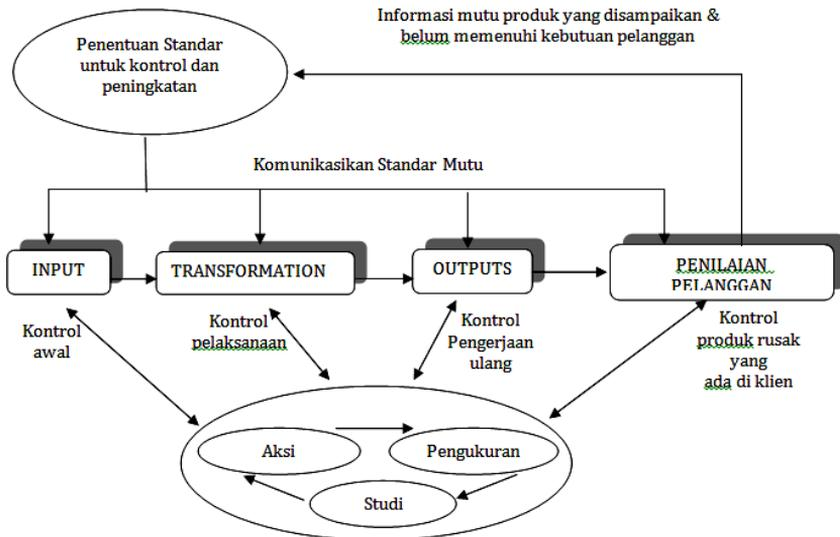 Informasi mutu produk yang disampaikan &
belum memenuhi kebutuan pelanggan
Penentuan Standar
untuk kontrol dan
peningkatan
Komunikasikan Standar Mutu
INPUT
TRANSFORMATION
OUTPUTS
PENILAIAN
PELANGGAN
Kontrol
awal
Kontrol
pelaksanaan
Kontrol
Pengerjaan
ulang
Kontrol
produk rusak
yang
ada di klien
Aksi
Pengukuran
Studi